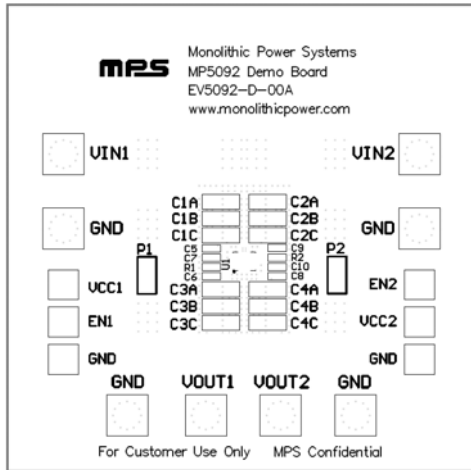 mps
Monolithic Power Systems
MP5092 Demo Board
EV5092-D-00A
www.monolithicpower.com
VIN1
VIN2
C1A
C2A
C1B
C2B
C1C
C2C
GND
GND
P1
C5
C9
P2
C7
R2
R1
U1
C10
C6
C8
VCC1
EN2
C3A
C4A
C3B
C4B
EN1
VCC2
C3C
C4C
GND
GND
GND
VOUT1
VOUT2
GND
For Customer Use Only
MPS Confidential